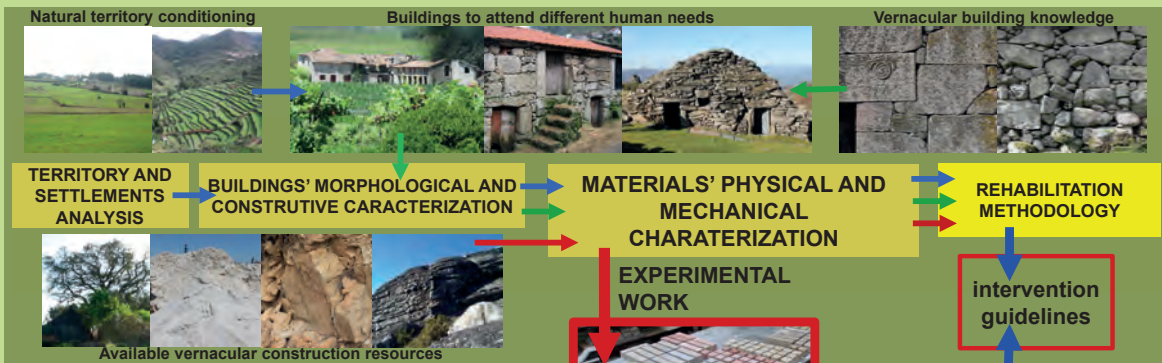 Natural territory conditioning
Buildings to attend different human needs
Vernacular building knowledge
TERRITORY AND
SETTLEMENTS
ANALYSIS
BUILDINGS' MORPHOLOGICAL AND
CONSTRUTIVE CARACTERIZATION
MATERIALS' PHYSICAL AND
MECHANICAL
CHARATERIZATION
REHABILITATION
METHODOLOGY
EXPERIMENTAL
WORK
intervention
guidelines
Available vernacular construction resources